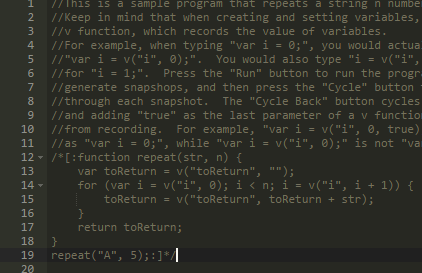 1 //This is a sample program that repeats a string n number
2 //Keep in mind that when creating and setting variables,
3 //v function, which records the value of variables.
4 //For example, when typing "var i = 0;", you would actua
5 //"var i = v("i", 0);".  You would also type "i = v("i",
6 //for "i = 1;".  Press the "Run" button to run the progra
7 //generate snapshops, and then press the "Cycle" button
8 //through each snapshot.  The "Cycle Back" button cycles
9 //and adding "true" as the last parameter of a v function
10 //from recording.  For example, "var i = v("i", 0, true)
11 //as "var i = 0;", while "var i = v("i", 0);" is not "va
12 /*[:function repeat(str, n) {
13     var toReturn = v("toReturn", "");
14     for (var i = v("i", 0); i < n; i = v("i", i + 1)) {
15         toReturn = v("toReturn", toReturn + str);
16     }
17     return toReturn;
18 }
19 repeat("A", 5);:]*/
20